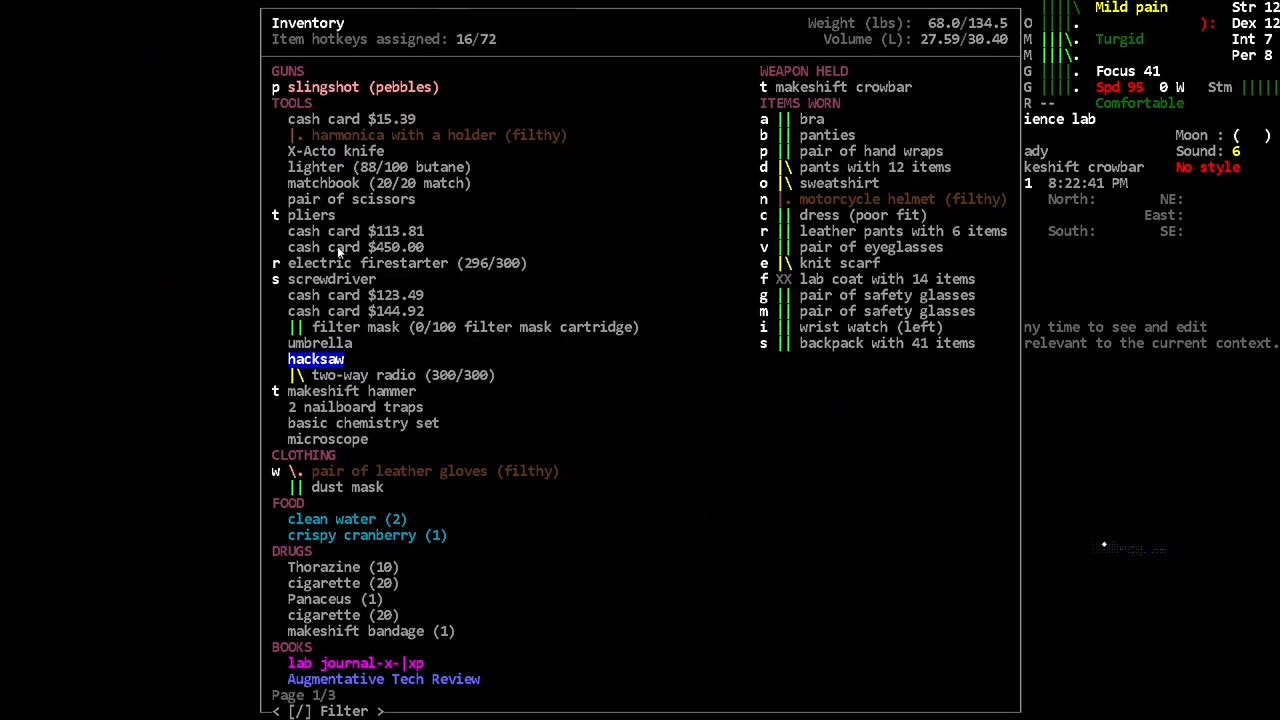 Inventory
Item hotkeys assigned: 16/72
Weight (lbs): 68.0/134.5
Volume (L): 27.59/30.40
GUNS
p slingshot (pebbles)
TOOLS
cash card $15.39
|. harmonica with a holder (filthy)
X-Acto knife
lighter (88/100 butane)
matchbook (20/20 match)
pair of scissors
t pliers
cash card $113.81
cash card $450.00
r electric firestarter (296/300)
s screwdriver
cash card $123.49
cash card $144.92
|| filter mask (0/100 filter mask cartridge)
umbrella
hacksaw
|\ two-way radio (300/300)
t makeshift hammer
2 nailboard traps
basic chemistry set
microscope
CLOTHING
w \. pair of leather gloves (filthy)
|| dust mask
FOOD
clean water (2)
crispy cranberry (1)
DRUGS
Thorazine (10)
cigarette (20)
Panaceus (1)
cigarette (20)
makeshift bandage (1)
BOOKS
lab journal-x-|xp
Augmentative Tech Review
Page 1/3
< [/] Filter >
WEAPON HELD
t makeshift crowbar
ITEMS WORN
a || bra
b || panties
p || pair of hand wraps
d |\ pants with 12 items
o |\ sweatshirt
n |. motorcycle helmet (filthy)
c || dress (poor fit)
r || leather pants with 6 items
v || pair of eyeglasses
e |\ knit scarf
f XX lab coat with 14 items
g || pair of safety glasses
m || pair of safety glasses
i || wrist watch (left)
s || backpack with 41 items
||||\ Mild pain Str 12
O ||||. ): Dex 12
M |||\. Turgid Int 7
M |||\. Per 8
G ||||. Focus 41
G ||||. Spd 95 0 W Stm |||||
R -- Comfortable
ience lab
Moon : ( )
ady Sound: 6
keshift crowbar No style
1 8:22:41 PM
North: NE:
East:
South: SE:
ny time to see and edit
relevant to the current context.